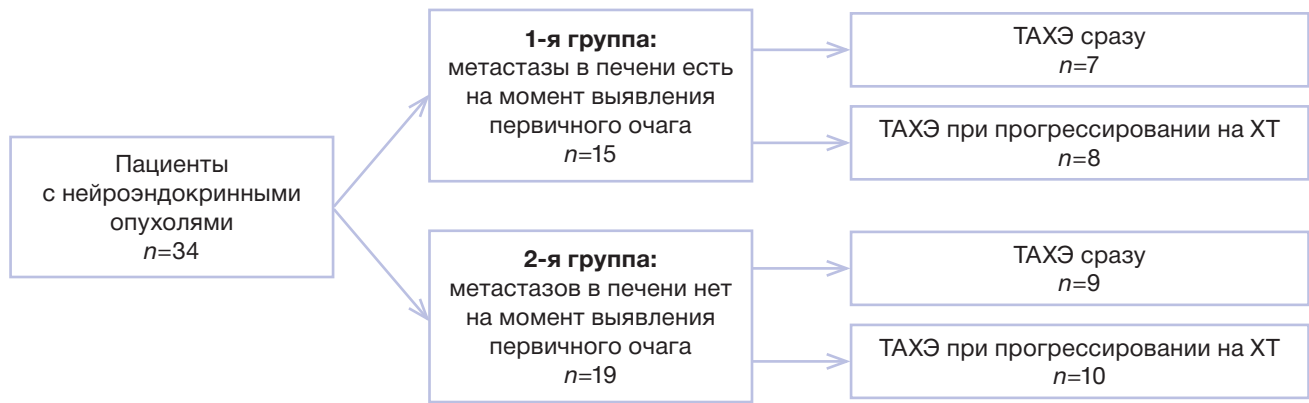 Пациенты
с нейроэндокринными
опухолями
n=34
1-я группа:
метастазы в печени есть
на момент выявления
первичного очага
n=15
ТАХЭ сразу
n=7
ТАХЭ при прогрессировании на ХТ
n=8
2-я группа:
метастазов в печени нет
на момент выявления
первичного очага
n=19
ТАХЭ сразу
n=9
ТАХЭ при прогрессировании на ХТ
n=10